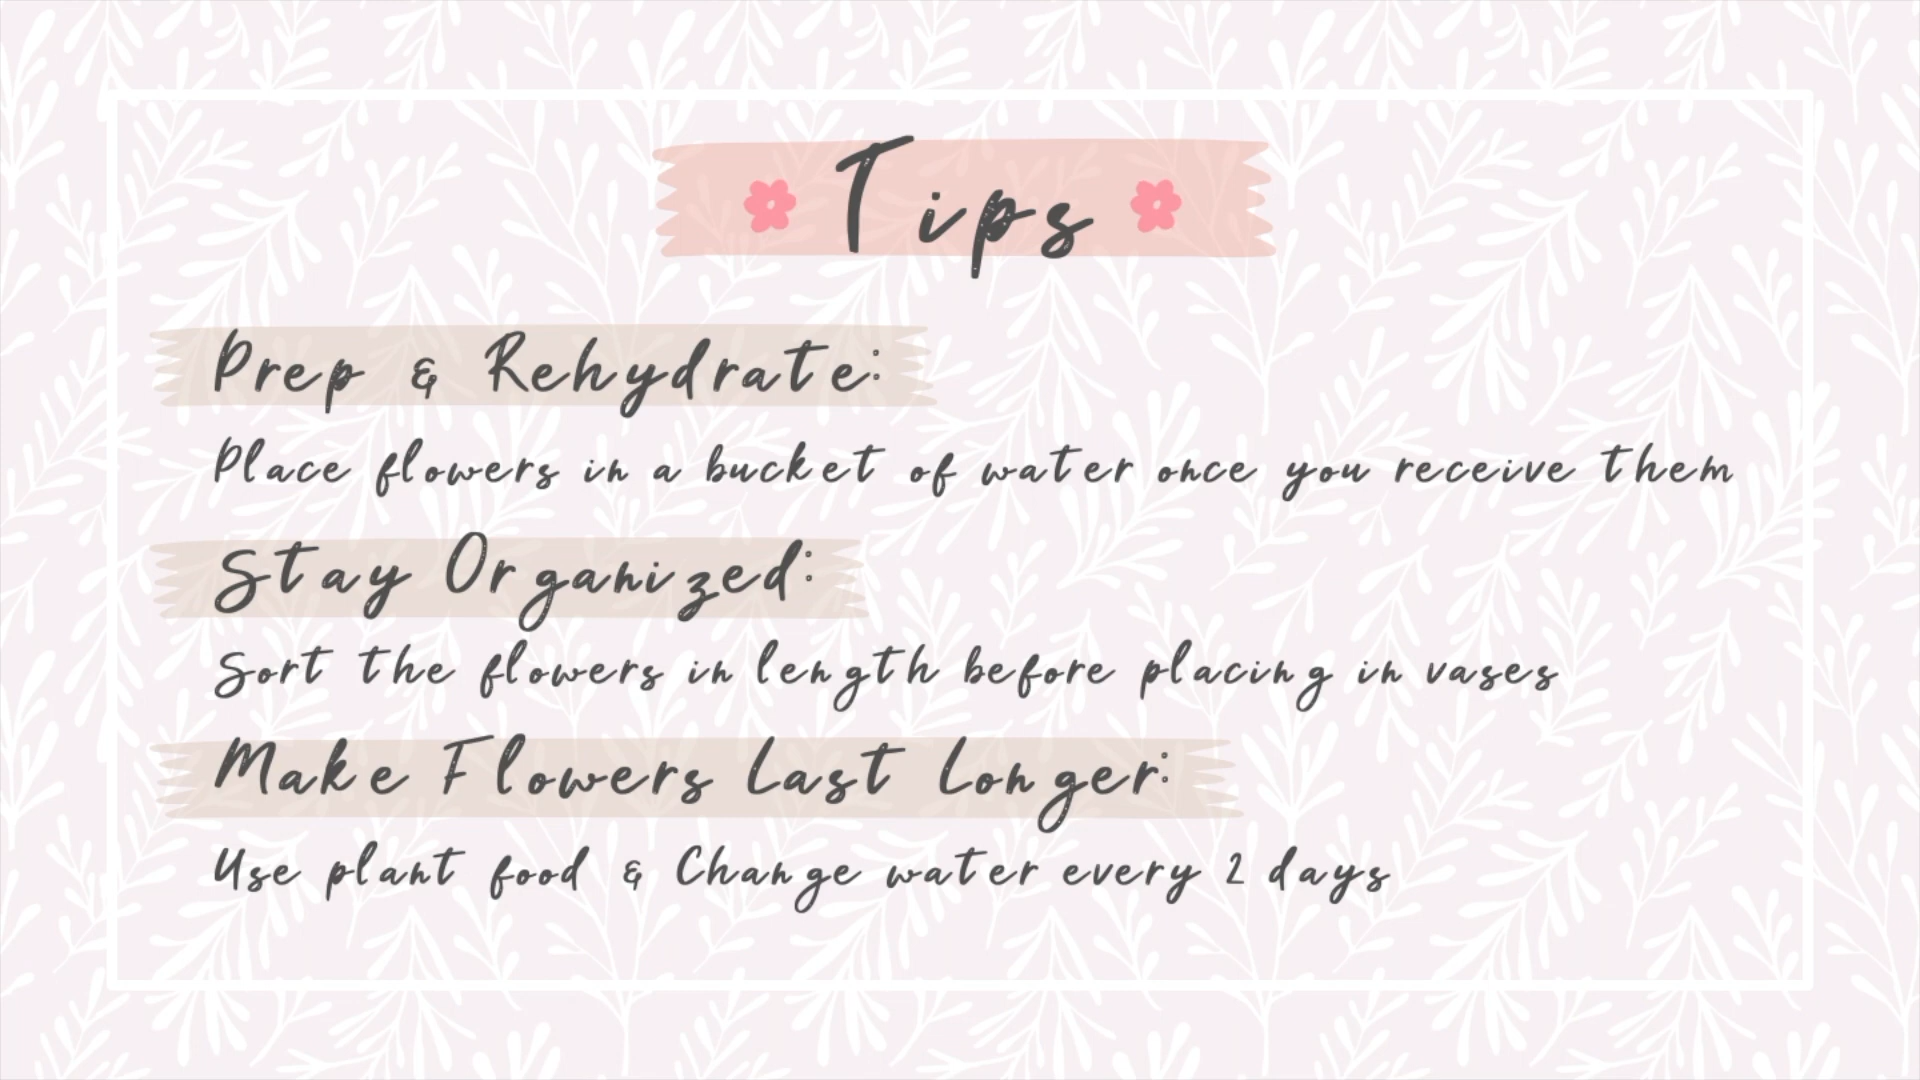 Tips
Prep & Rehydrate:
Place flowers in a bucket of water once you receive them
Stay Organized:
Sort the flowers in length before placing in vases
Make Flowers Last Longer:
Use plant food & Change water every 2 days